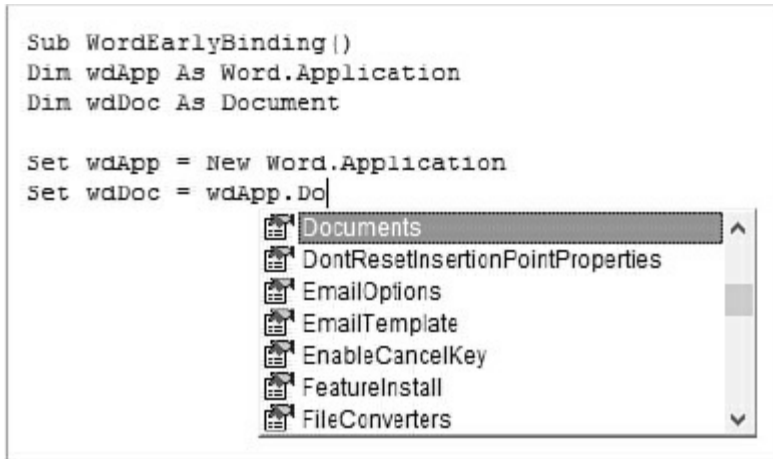 Sub WordEarlyBinding()
Dim wdApp As Word.Application
Dim wdDoc As Document
Set wdApp = New Word.Application
Set wdDoc = wdApp.Do
Documents
DontResetInsertionPointProperties
EmailOptions
EmailTemplate
EnableCancelKey
FeatureInstall
FileConverters